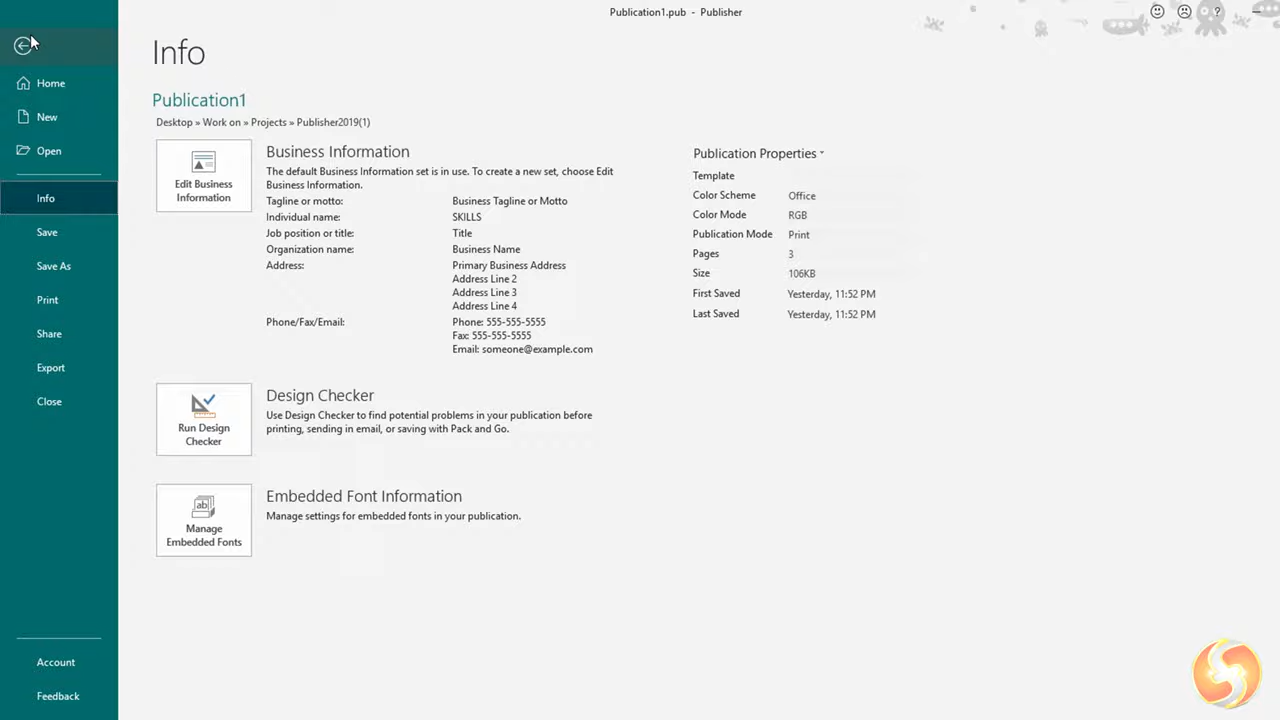 Publication1.pub - Publisher
?
Info
Home
New
Open
Info
Save
Save As
Print
Share
Export
Close
Account
Feedback
Publication1
Desktop » Work on » Projects » Publisher2019(1)
Edit Business
Information
Business Information
The default Business Information set is in use. To create a new set, choose Edit
Business Information.
Tagline or motto: Business Tagline or Motto
Individual name: SKILLS
Job position or title: Title
Organization name: Business Name
Address: Primary Business Address
Address Line 2
Address Line 3
Address Line 4
Phone/Fax/Email: Phone: 555-555-5555
Fax: 555-555-5555
Email: someone@example.com
Run Design
Checker
Design Checker
Use Design Checker to find potential problems in your publication before
printing, sending in email, or saving with Pack and Go.
ab
Manage
Embedded Fonts
Embedded Font Information
Manage settings for embedded fonts in your publication.
Publication Properties
Template
Color Scheme Office
Color Mode RGB
Publication Mode Print
Pages 3
Size 106KB
First Saved Yesterday, 11:52 PM
Last Saved Yesterday, 11:52 PM